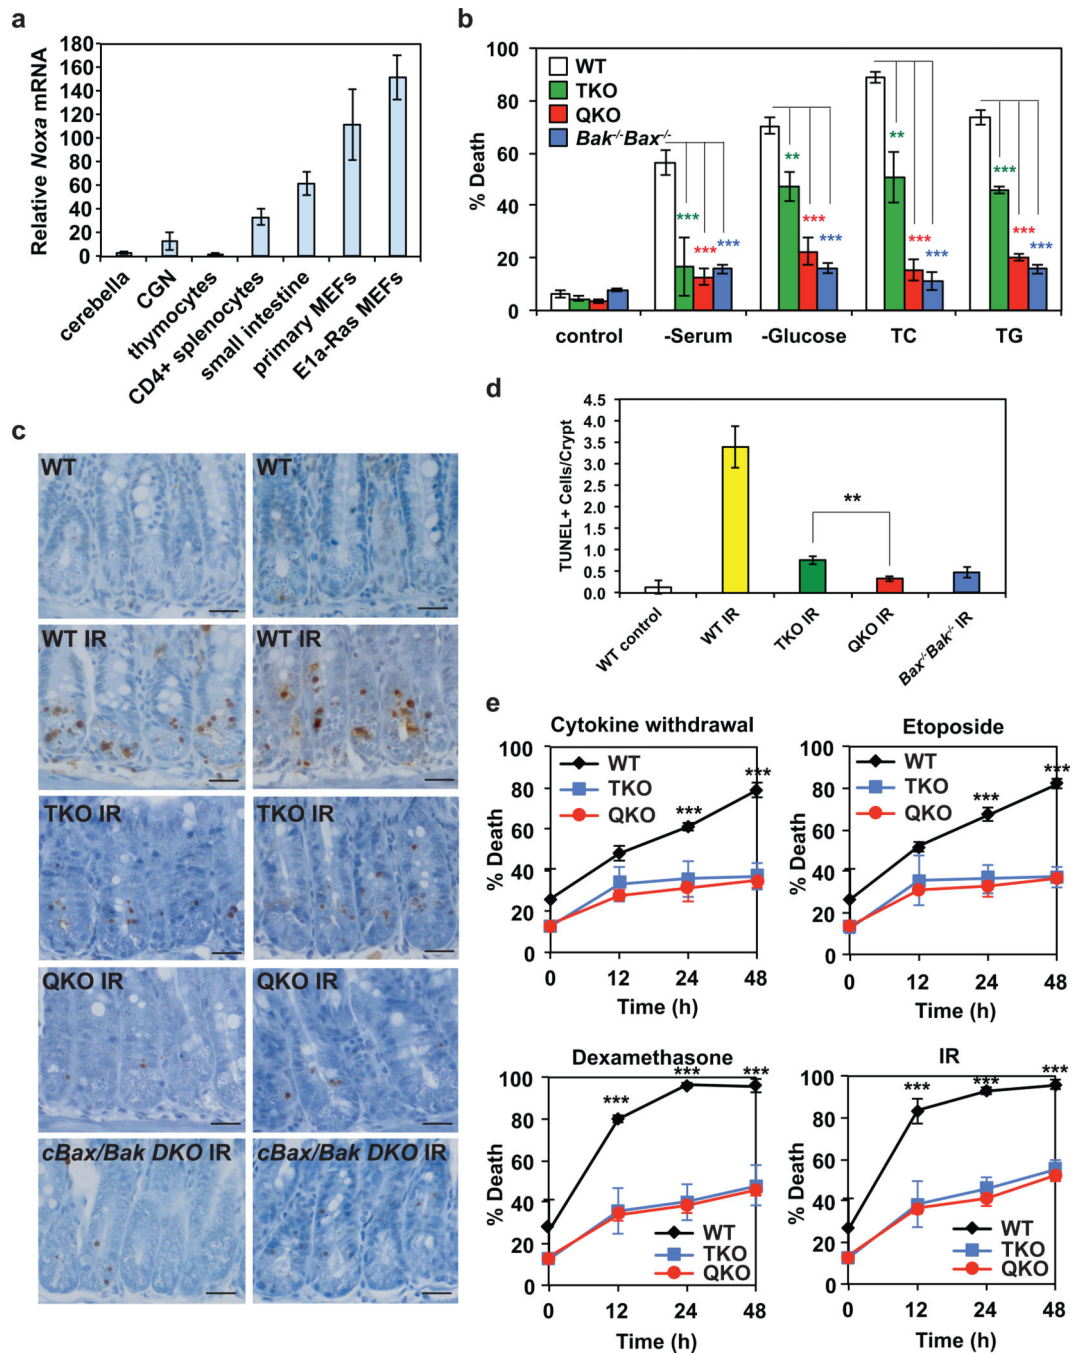 a
Relative Noxa mRNA
180
160
140
120
100
80
60
40
20
0
cerebella
CGN
thymocytes
CD4+ splenocytes
small intestine
primary MEFs
E1a-Ras MEFs
b
% Death
100
80
60
40
20
0
WT
TKO
QKO
Bak-/-Bax-/-
***
***
***
**
***
***
**
***
***
***
***
***
control
-Serum
-Glucose
TC
TG
c
WT
WT
WT IR
WT IR
TKO IR
TKO IR
QKO IR
QKO IR
cBax/Bak DKO IR
cBax/Bak DKO IR
d
TUNEL+ Cells/Crypt
4.5
4.0
3.5
3.0
2.5
2.0
1.5
1.0
0.5
0.0
**
WT control
WT IR
TKO IR
QKO IR
Bax-/-Bak-/- IR
e
Cytokine withdrawal
% Death
100
80
60
40
20
0
WT
TKO
QKO
***
***
0 12 24 48
Time (h)
Etoposide
% Death
100
80
60
40
20
0
WT
TKO
QKO
***
***
0 12 24 48
Time (h)
Dexamethasone
% Death
100
80
60
40
20
0
***
***
***
WT
TKO
QKO
0 12 24 48
Time (h)
IR
% Death
100
80
60
40
20
0
***
***
***
WT
TKO
QKO
0 12 24 48
Time (h)